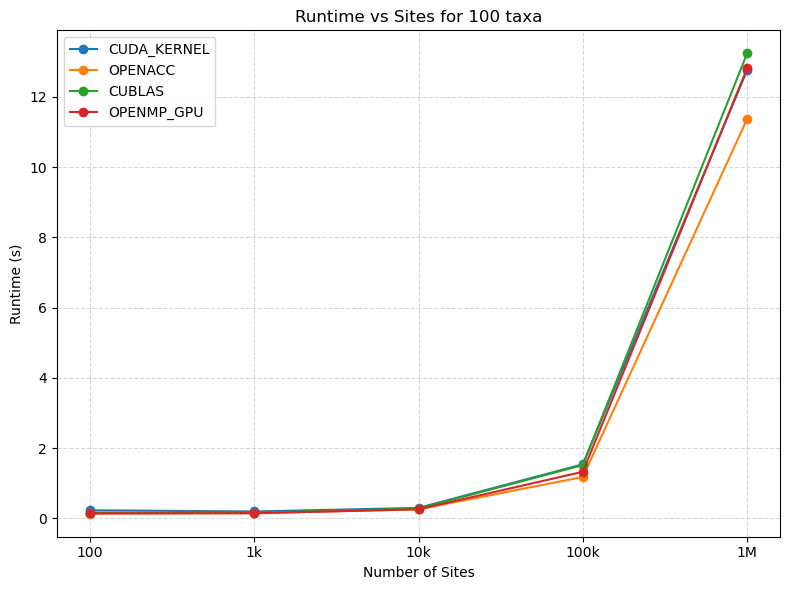 Runtime vs Sites for 100 taxa
CUDA_KERNEL
OPENACC
CUBLAS
OPENMP_GPU
Runtime (s)
12
10
8
6
4
2
0
100 1k 10k 100k 1M
Number of Sites